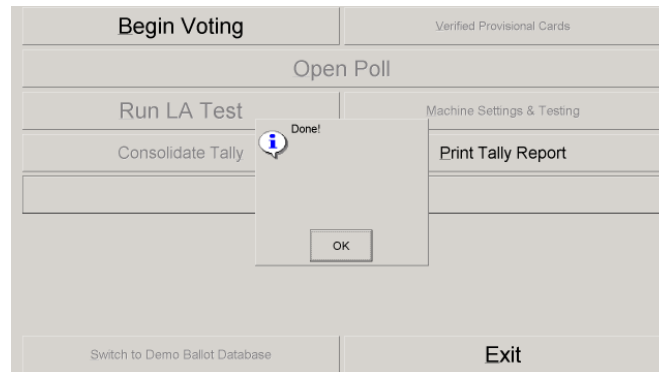 Begin Voting
Verified Provisional Cards
Open Poll
Run LA Test
Machine Settings & Testing
Done!
Consolidate Tally
Print Tally Report
OK
Switch to Demo Ballot Database
Exit